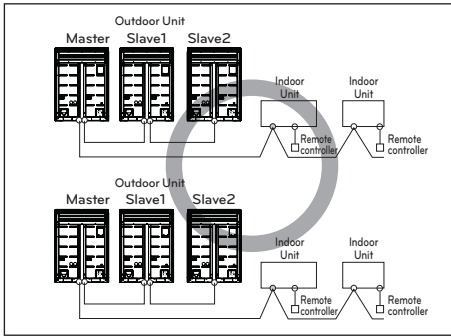 Outdoor Unit
Master Slave1 Slave2
Indoor
Unit
Indoor
Unit
Remote
controller
Remote
controller
Outdoor Unit
Master Slave1 Slave2
Indoor
Unit
Indoor
Unit
Remote
controller
Remote
controller